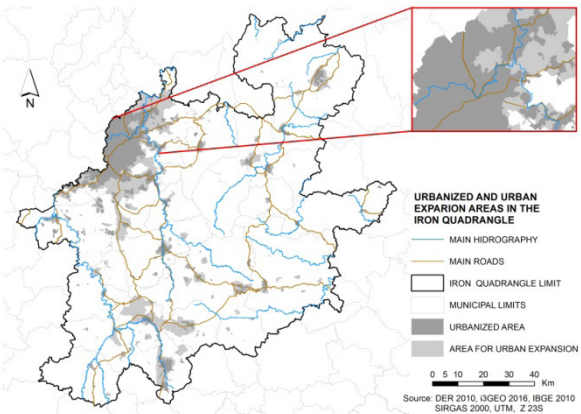 N
URBANIZED AND URBAN
EXPARION AREAS IN THE
IRON QUADRANGLE
MAIN HIDROGRAPHY
MAIN ROADS
IRON QUADRANGLE LIMIT
MUNICIPAL LIMITS
URBANIZED AREA
AREA FOR URBAN EXPANSION
0 5 10 20 30 40
Km
Source: DER 2010, i3GEO 2016, IBGE 2010
SIRGAS 2000, UTM, Z 23S